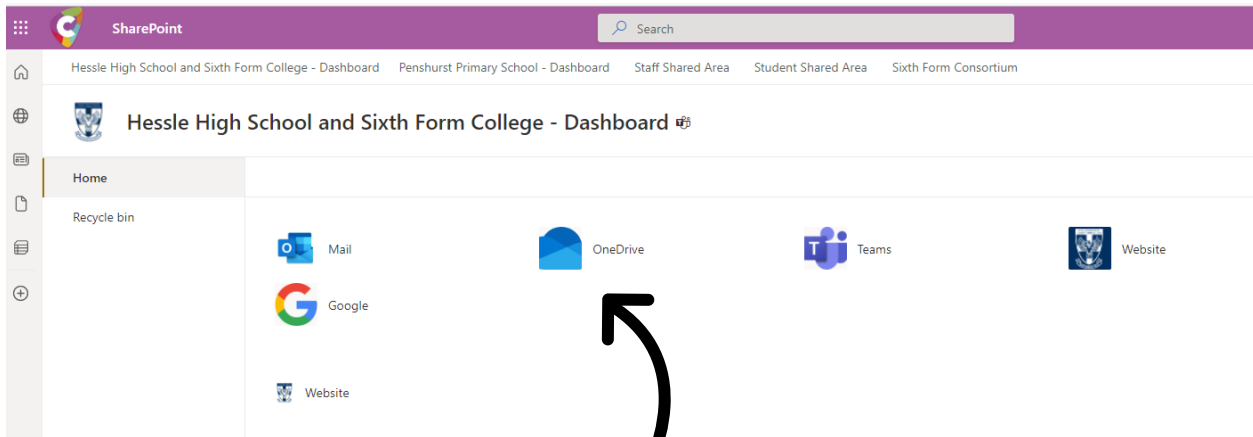 SharePoint
Search
Hessle High School and Sixth Form College - Dashboard Penshurst Primary School - Dashboard Staff Shared Area Student Shared Area Sixth Form Consortium
Hessle High School and Sixth Form College - Dashboard
Home
Recycle bin
Mail OneDrive Teams Website
Google
Website